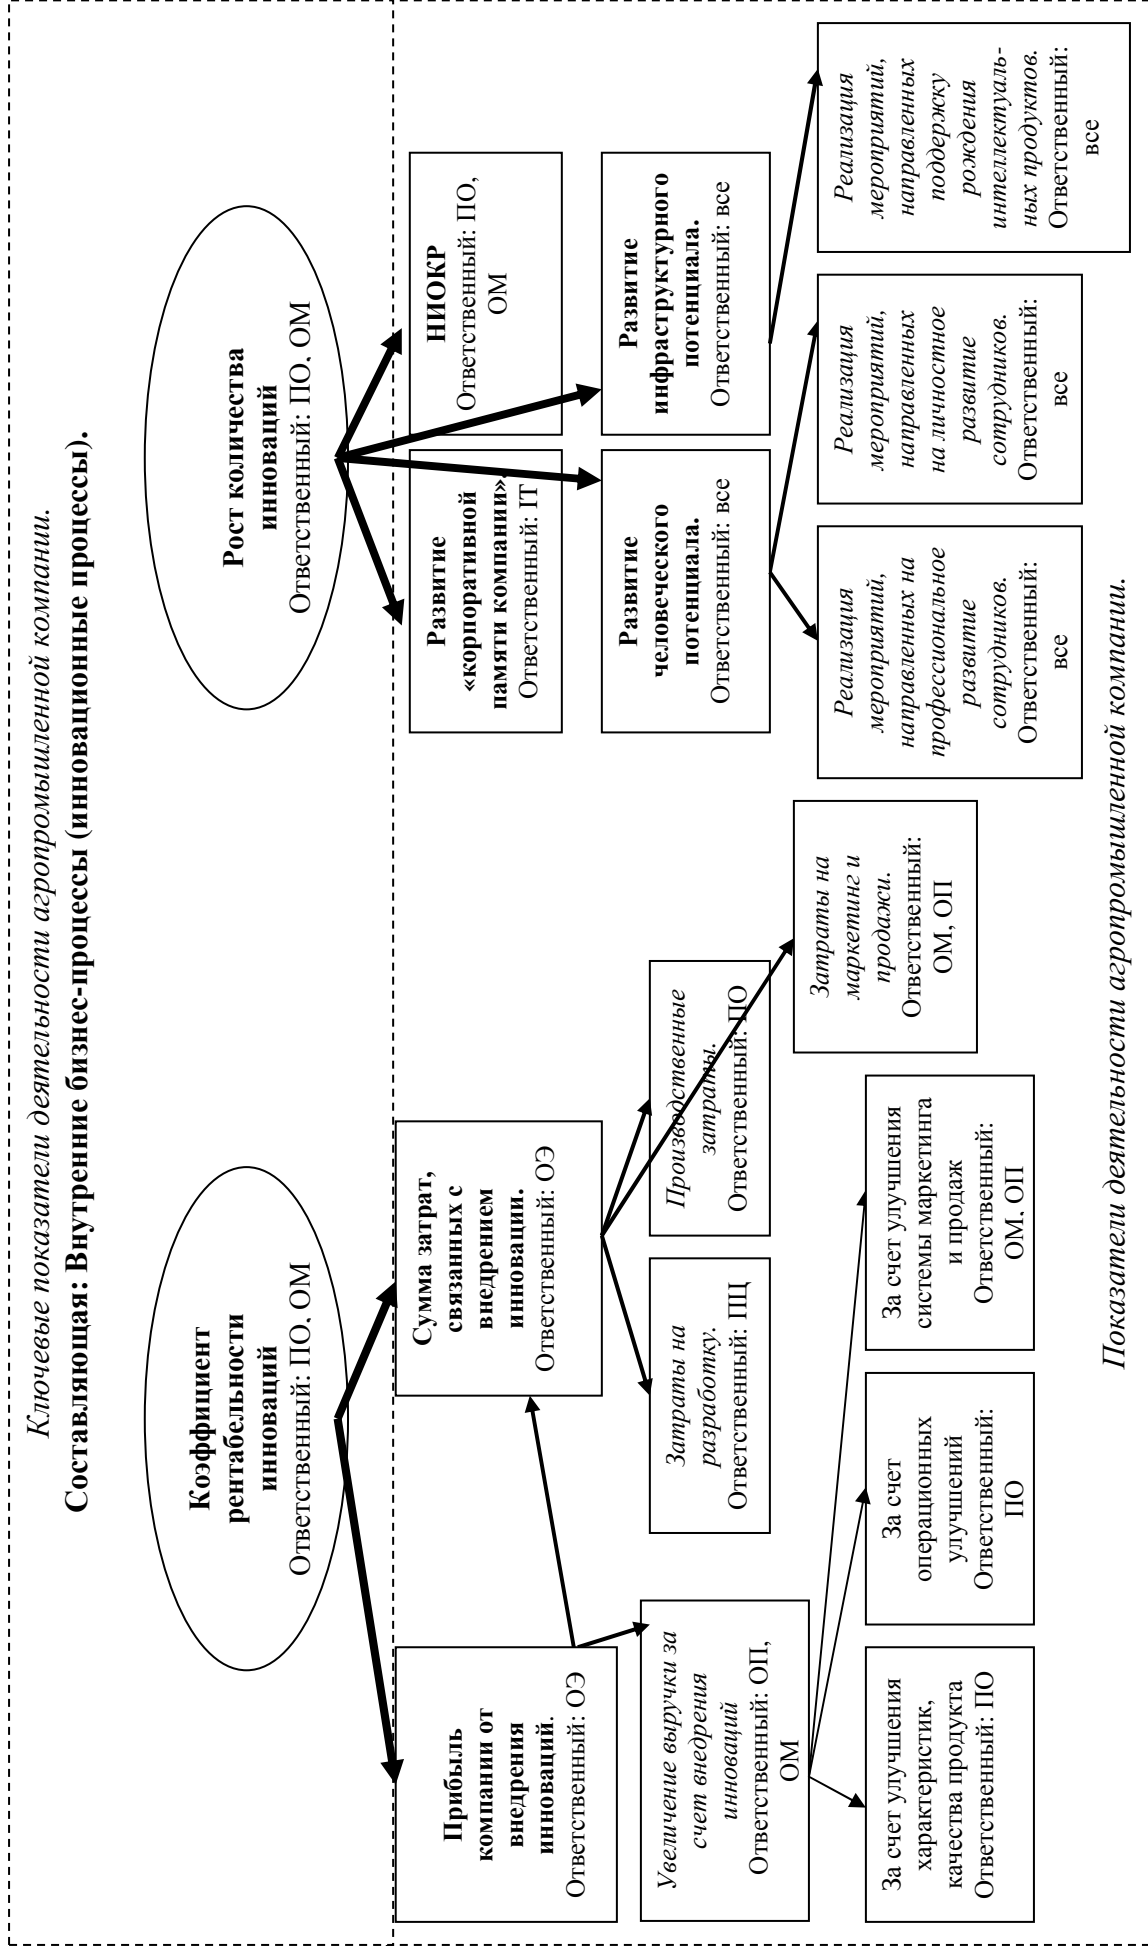 Ключевые показатели деятельности агропромышленной компании.
Составляющая: Внутренние бизнес-процессы (инновационные процессы).
Коэффициент
рентабельности
инноваций
Ответственный: ПО, ОМ
Рост количества
инноваций
Ответственный: ПО, ОМ
Прибыль
компании от
внедрения
инноваций.
Ответственный: ОЭ
Сумма затрат,
связанных с
внедрением
инновации.
Ответственный: ОЭ
Развитие
«корпоративной
памяти компании»
Ответственный: IT
НИОКР
Ответственный: ПО,
ОМ
Увеличение выручки за
счет внедрения
инноваций
Ответственный: ОП,
ОМ
Затраты на
разработку.
Ответственный: ПЦ
Производственные
затраты.
Ответственный: ПО
Затраты на
маркетинг и
продажи.
Ответственный:
ОМ, ОП
Развитие
человеческого
потенциала.
Ответственный: все
Развитие
инфраструктурного
потенциала.
Ответственный: все
За счет улучшения
характеристик,
качества продукта
Ответственный: ПО
За счет
операционных
улучшений
Ответственный:
ПО
За счет улучшения
системы маркетинга
и продаж
Ответственный:
ОМ, ОП
Реализация
мероприятий,
направленных на
профессиональное
развитие
сотрудников.
Ответственный:
все
Реализация
мероприятий,
направленных
на личностное
развитие
сотрудников.
Ответственный:
все
Реализация
мероприятий,
направленных
поддержку
рождения
интеллектуаль-
ных продуктов.
Ответственный:
все
Показатели деятельности агропромышленной компании.